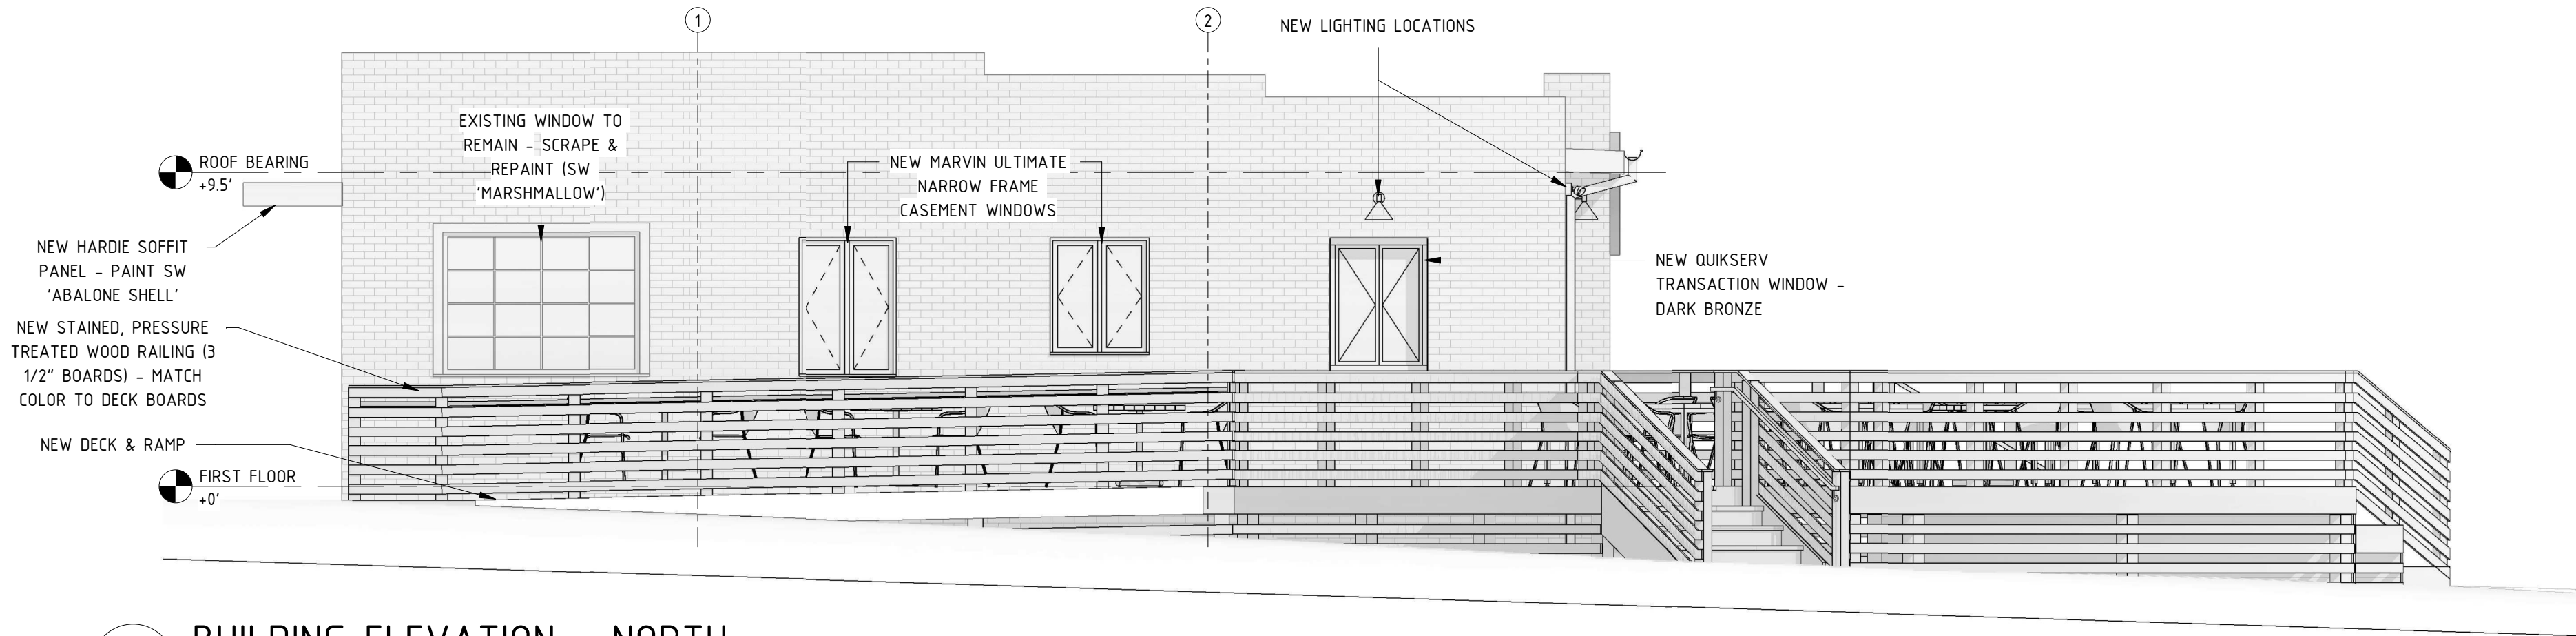 1
2
NEW LIGHTING LOCATIONS
EXISTING WINDOW TO
REMAIN - SCRAPE &
REPAINT (SW
'MARSHMALLOW')
ROOF BEARING
+9.5'
NEW MARVIN ULTIMATE
NARROW FRAME
CASEMENT WINDOWS
NEW HARDIE SOFFIT
PANEL - PAINT SW
'ABALONE SHELL'
NEW QUIKSERV
TRANSACTION WINDOW -
DARK BRONZE
NEW STAINED, PRESSURE
TREATED WOOD RAILING (3
1/2" BOARDS) - MATCH
COLOR TO DECK BOARDS
NEW DECK & RAMP
FIRST FLOOR
+0'
BUILDING ELEVATION - NORTH